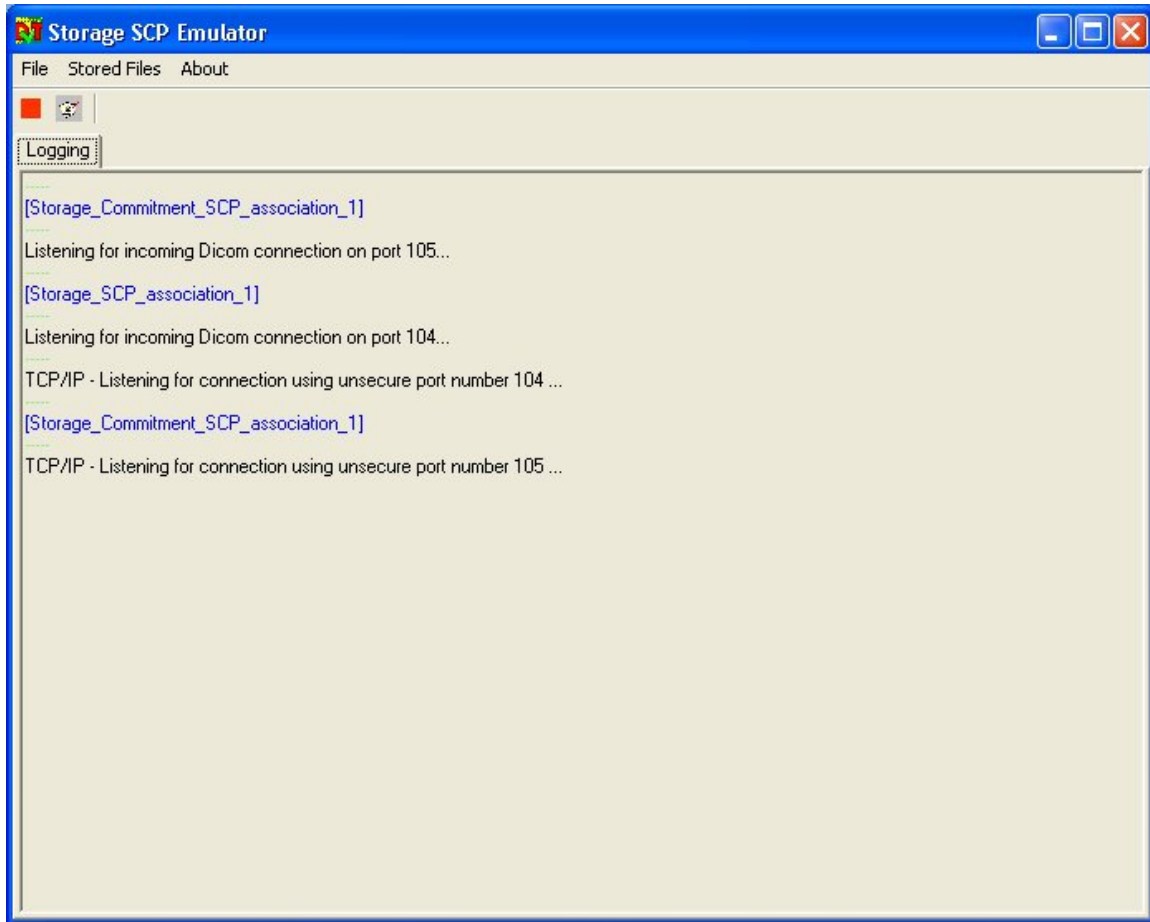 Storage SCP Emulator
File Stored Files About
Logging
-----
[Storage_Commitment_SCP_association_1]
-----
Listening for incoming Dicom connection on port 105...
-----
[Storage_SCP_association_1]
-----
Listening for incoming Dicom connection on port 104...
-----
TCP/IP - Listening for connection using unsecure port number 104 ...
-----
[Storage_Commitment_SCP_association_1]
-----
TCP/IP - Listening for connection using unsecure port number 105 ...